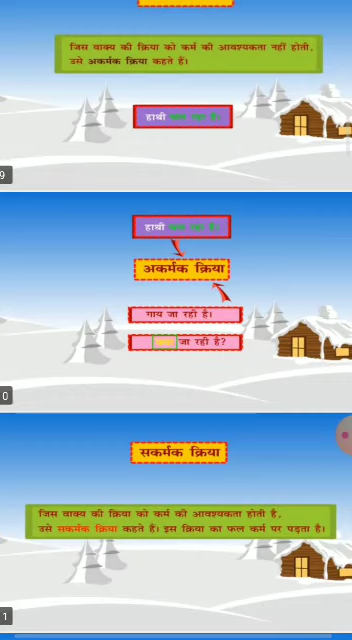 जिस वाक्य की क्रिया को कर्म की आवश्यकता नहीं होती,
उसे अकर्मक क्रिया कहते हैं।
हाथी
9
हाथी
अकर्मक क्रिया
गाय जा रही है।
जा रही है?
0
सकर्मक क्रिया
जिस वाक्य की क्रिया को कर्म की आवश्यकता होती है,
उसे सकर्मक क्रिया कहते हैं। इस क्रिया का फल कर्म पर पड़ता है।
1